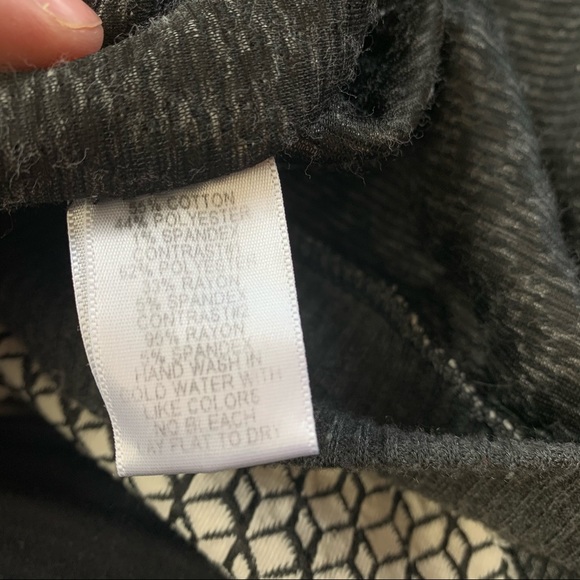 55% COTTON
44% POLYESTER
1% SPANDEX
CONTRAST#1
62% POLYESTER
33% RAYON
5% SPANDEX
CONTRAST#2
95% RAYON
5% SPANDEX
HAND WASH IN
COLD WATER WITH
LIKE COLORS
NO BLEACH
LAY FLAT TO DRY